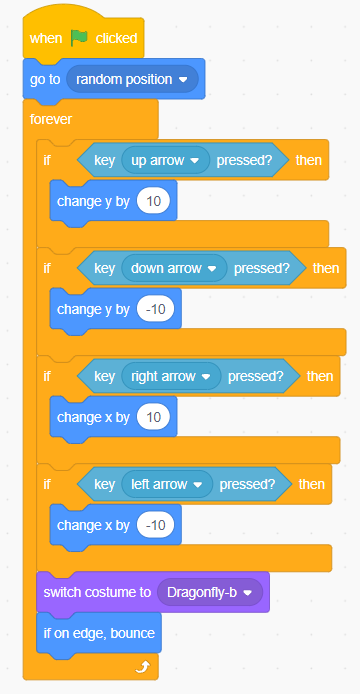 when clicked
go to random position
forever
if key up arrow pressed? then
change y by 10
if key down arrow pressed? then
change y by -10
if key right arrow pressed? then
change x by 10
if key left arrow pressed? then
change x by -10
switch costume to Dragonfly-b
if on edge, bounce